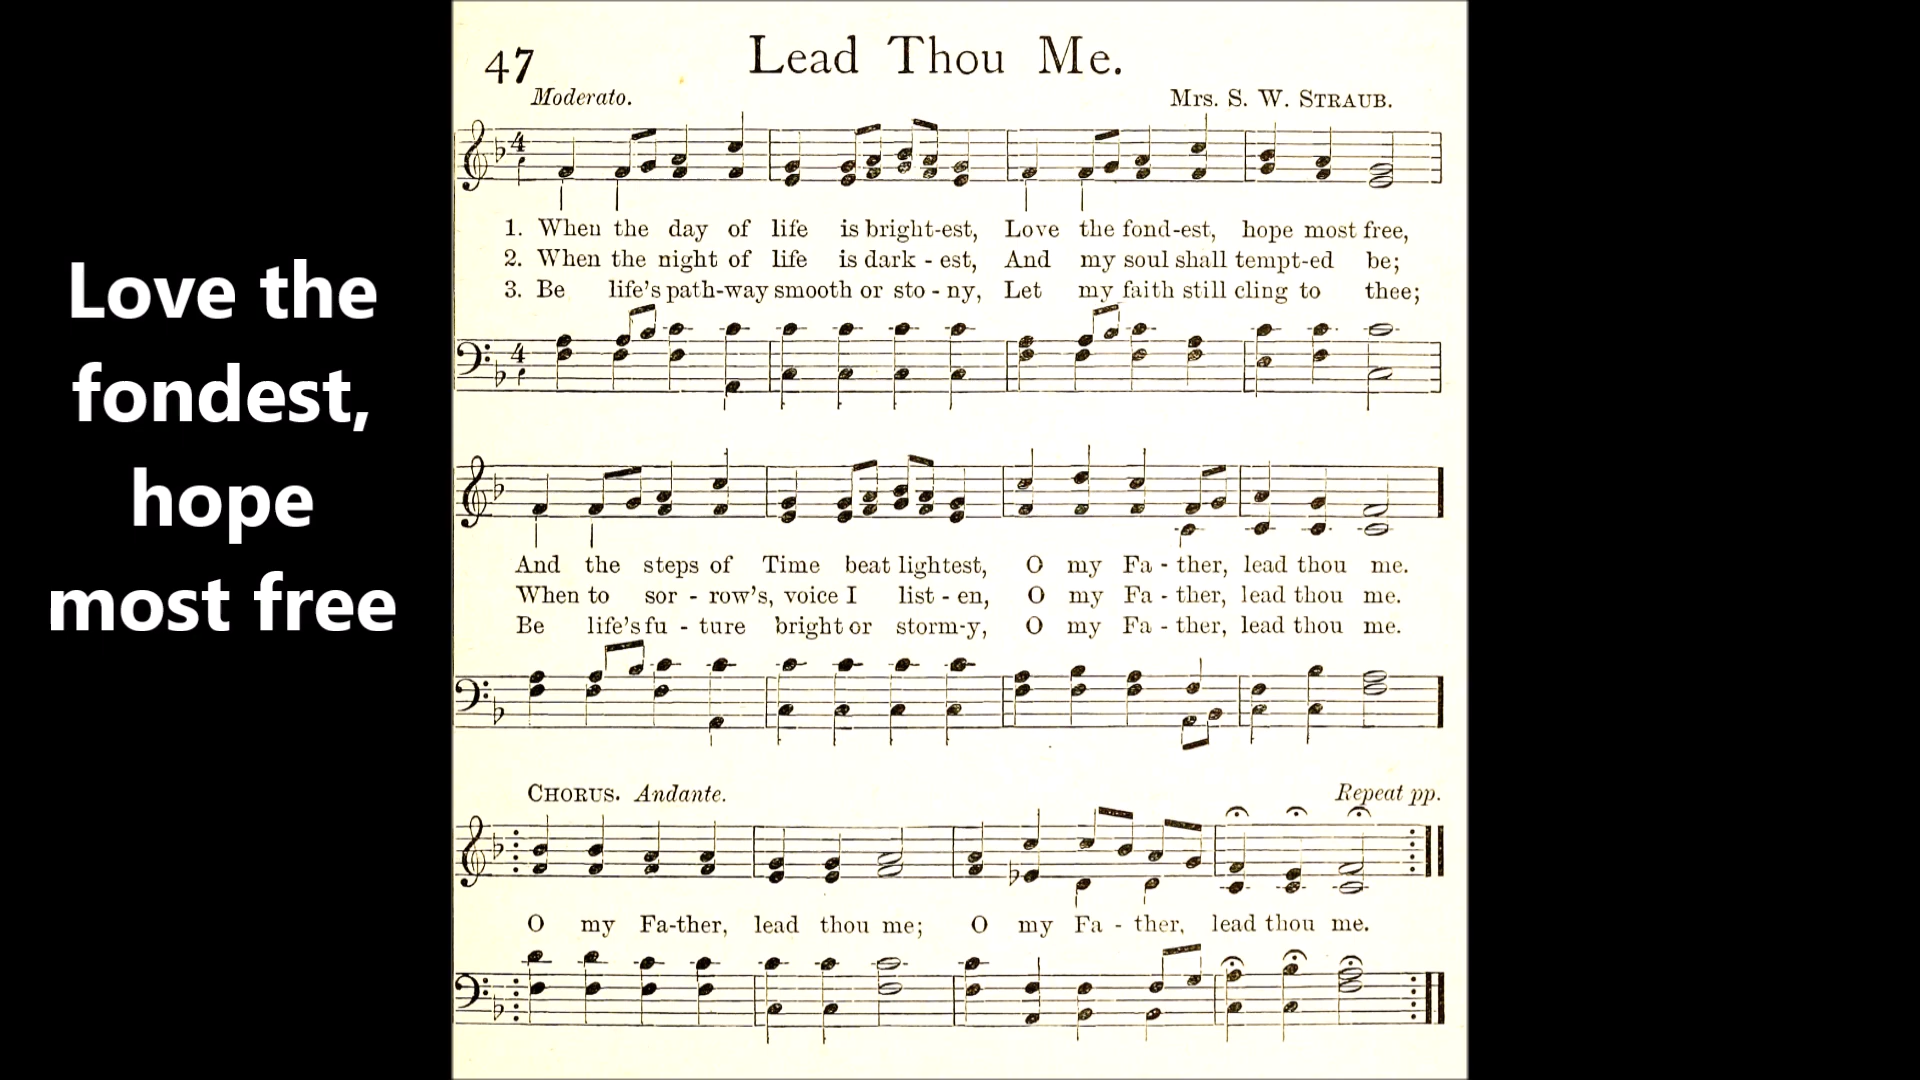 Love the
fondest,
hope
most free
47
Lead Thou Me.
Moderato.
Mrs. S. W. STRAUB.
1. When the day of life is bright-est, Love the fond-est, hope most free,
2. When the night of life is dark - est, And my soul shall tempt-ed be;
3. Be life's path-way smooth or sto - ny, Let my faith still cling to thee;
And the steps of Time beat lightest, O my Fa - ther, lead thou me.
When to sor - row's, voice I list - en, O my Fa - ther, lead thou me.
Be life's fu - ture bright or storm-y, O my Fa - ther, lead thou me.
CHORUS. Andante.
Repeat pp.
O my Fa-ther, lead thou me; O my Fa - ther, lead thou me.